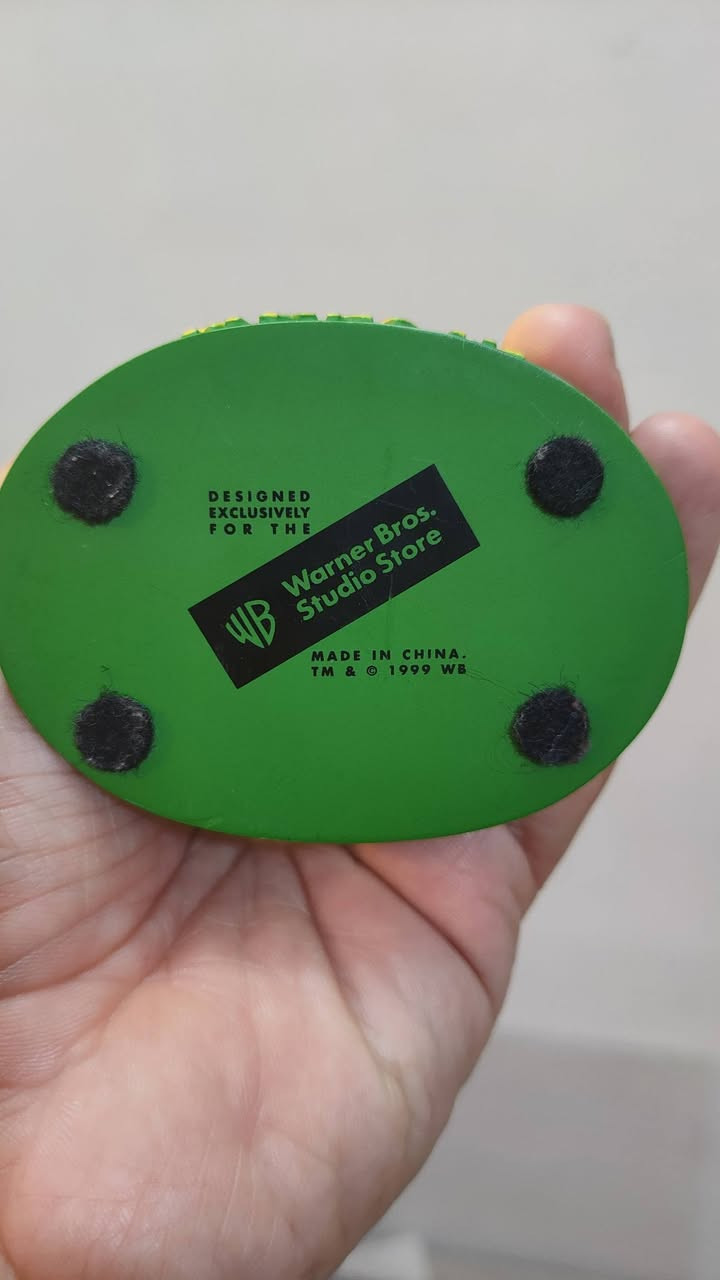 DESIGNED
EXCLUSIVELY
FOR THE
WB
Warner Bros.
Studio Store
MADE IN CHINA.
TM & © 1999 WB